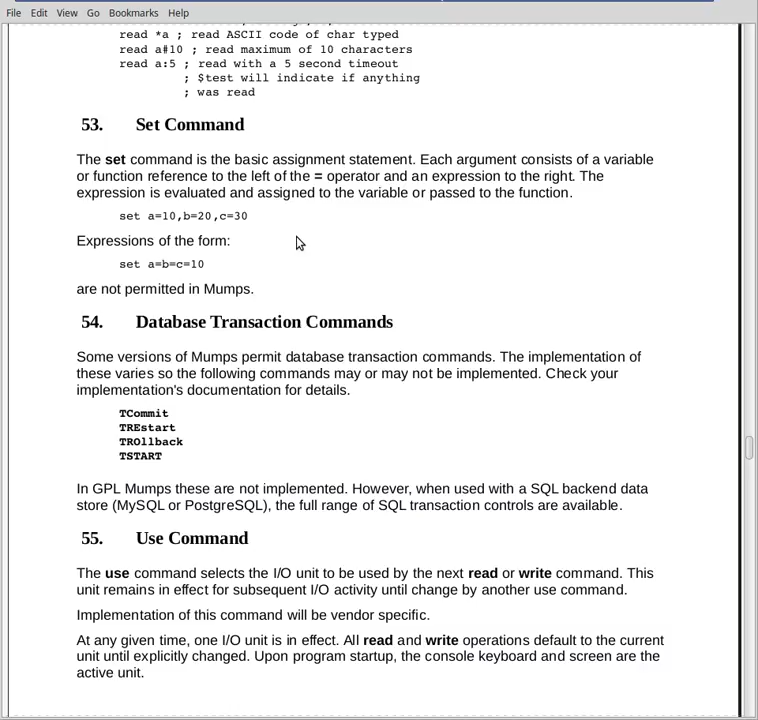 File Edit View Go Bookmarks Help
read *a ; read ASCII code of char typed
read a#10 ; read maximum of 10 characters
read a:5 ; read with a 5 second timeout
; $test will indicate if anything
; was read
53. Set Command
The set command is the basic assignment statement. Each argument consists of a variable
or function reference to the left of the = operator and an expression to the right. The
expression is evaluated and assigned to the variable or passed to the function.
set a=10,b=20,c=30
Expressions of the form:
set a=b=c=10
are not permitted in Mumps.
54. Database Transaction Commands
Some versions of Mumps permit database transaction commands. The implementation of
these varies so the following commands may or may not be implemented. Check your
implementation's documentation for details.
TCommit
TREstart
TROllback
TSTART
In GPL Mumps these are not implemented. However, when used with a SQL backend data
store (MySQL or PostgreSQL), the full range of SQL transaction controls are available.
55. Use Command
The use command selects the I/O unit to be used by the next read or write command. This
unit remains in effect for subsequent I/O activity until change by another use command.
Implementation of this command will be vendor specific.
At any given time, one I/O unit is in effect. All read and write operations default to the current
unit until explicitly changed. Upon program startup, the console keyboard and screen are the
active unit.